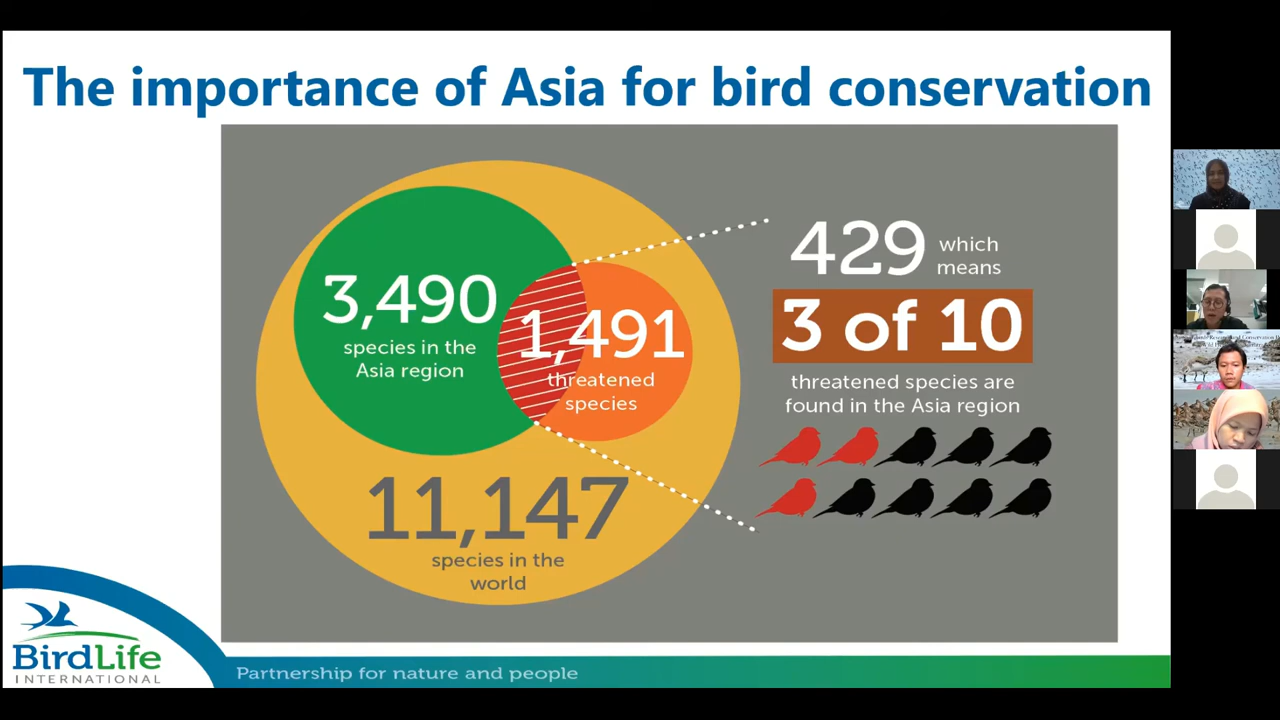 The importance of Asia for bird conservation
3,490
species in the
Asia region
1,491
threatened
species
11,147
species in the
world
429 which
means
3 of 10
threatened species are
found in the Asia region
BirdLife
INTERNATIONAL
Partnership for nature and people